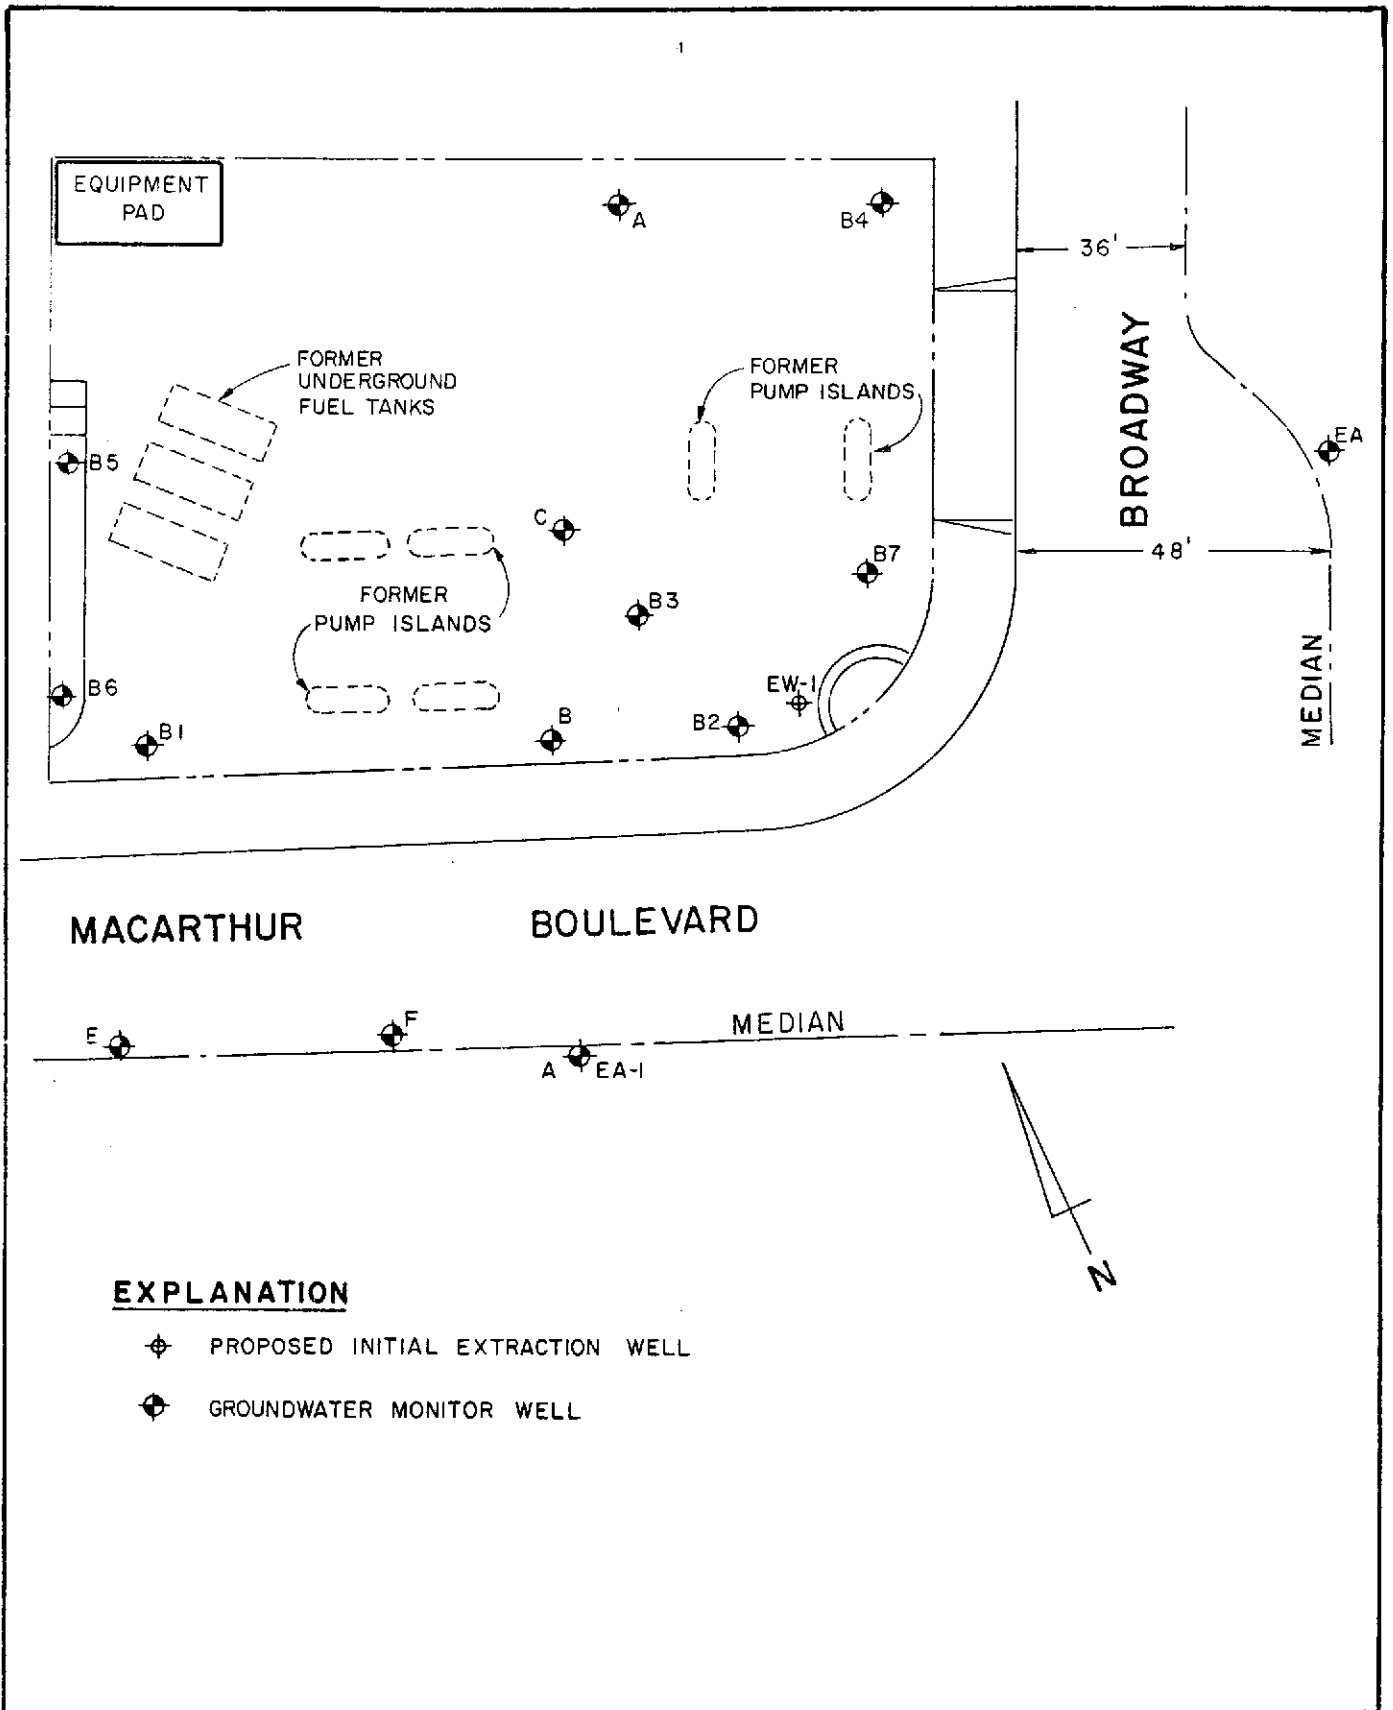 EQUIPMENT
PAD
A
B4
36'
BROADWAY
FORMER
UNDERGROUND
FUEL TANKS
FORMER
PUMP ISLANDS
EA
B5
C
48'
B7
FORMER
PUMP ISLANDS
B3
MEDIAN
B6
EW-1
B1
B
B2
MACARTHUR BOULEVARD
E
F
MEDIAN
A
EA-1
N
EXPLANATION
PROPOSED INITIAL EXTRACTION WELL
GROUNDWATER MONITOR WELL